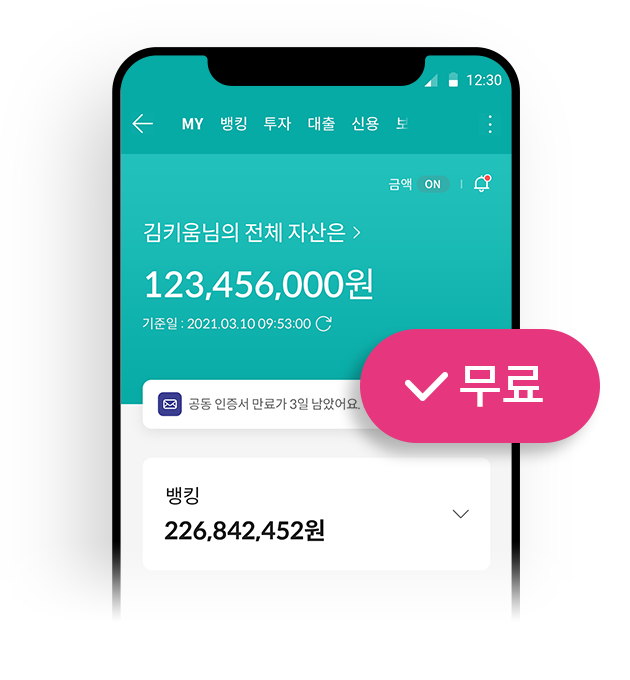 12:30
MY 뱅킹 투자 대출 신용 보
금액 ON
김키움님의 전체 자산은
123,456,000원
기준일 : 2021.03.10 09:53:00
무료
공동 인증서 만료가 3일 남았어요.
뱅킹
226,842,452원